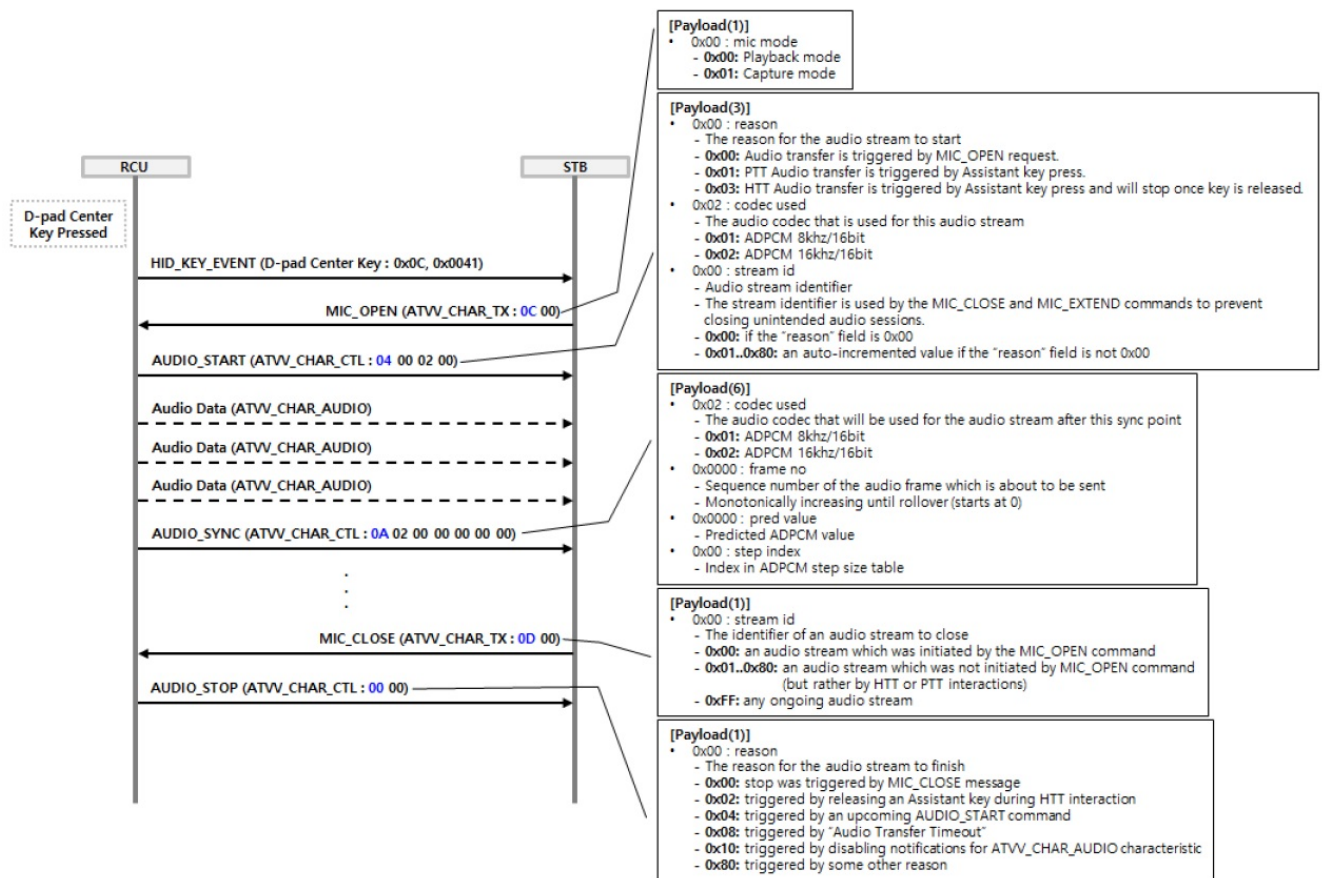 RCU
STB
D-pad Center
Key Pressed
HID_KEY_EVENT (D-pad Center Key : 0x0C, 0x0041)
MIC_OPEN (ATVV_CHAR_TX : 0C 00)
AUDIO_START (ATVV_CHAR_CTL : 04 00 02 00)
Audio Data (ATVV_CHAR_AUDIO)
Audio Data (ATVV_CHAR_AUDIO)
Audio Data (ATVV_CHAR_AUDIO)
AUDIO_SYNC (ATVV_CHAR_CTL : 0A 02 00 00 00 00 00)
.
.
.
MIC_CLOSE (ATVV_CHAR_TX : 0D 00)
AUDIO_STOP (ATVV_CHAR_CTL : 00 00)
[Payload(1)]
• 0x00 : mic mode
- 0x00: Playback mode
- 0x01: Capture mode
[Payload(3)]
• 0x00 : reason
- The reason for the audio stream to start
- 0x00: Audio transfer is triggered by MIC_OPEN request.
- 0x01: PTT Audio transfer is triggered by Assistant key press.
- 0x03: HTT Audio transfer is triggered by Assistant key press and will stop once key is released.
• 0x02 : codec used
- The audio codec that is used for this audio stream
- 0x01: ADPCM 8khz/16bit
- 0x02: ADPCM 16khz/16bit
• 0x00 : stream id
- Audio stream identifier
- The stream identifier is used by the MIC_CLOSE and MIC_EXTEND commands to prevent
closing unintended audio sessions.
- 0x00: if the “reason” field is 0x00
- 0x01..0x80: an auto-incremented value if the “reason” field is not 0x00
[Payload(6)]
• 0x02 : codec used
- The audio codec that will be used for the audio stream after this sync point
- 0x01: ADPCM 8khz/16bit
- 0x02: ADPCM 16khz/16bit
• 0x0000 : frame no
- Sequence number of the audio frame which is about to be sent
- Monotonically increasing until rollover (starts at 0)
• 0x0000 : pred value
- Predicted ADPCM value
• 0x00 : step index
- Index in ADPCM step size table
[Payload(1)]
• 0x00 : stream id
- The identifier of an audio stream to close
- 0x00: an audio stream which was initiated by the MIC_OPEN command
- 0x01..0x80: an audio stream which was not initiated by MIC_OPEN command
(but rather by HTT or PTT interactions)
- 0xFF: any ongoing audio stream
[Payload(1)]
• 0x00 : reason
- The reason for the audio stream to finish
- 0x00: stop was triggered by MIC_CLOSE message
- 0x02: triggered by releasing an Assistant key during HTT interaction
- 0x04: triggered by an upcoming AUDIO_START command
- 0x08: triggered by “Audio Transfer Timeout”
- 0x10: triggered by disabling notifications for ATVV_CHAR_AUDIO characteristic
- 0x80: triggered by some other reason